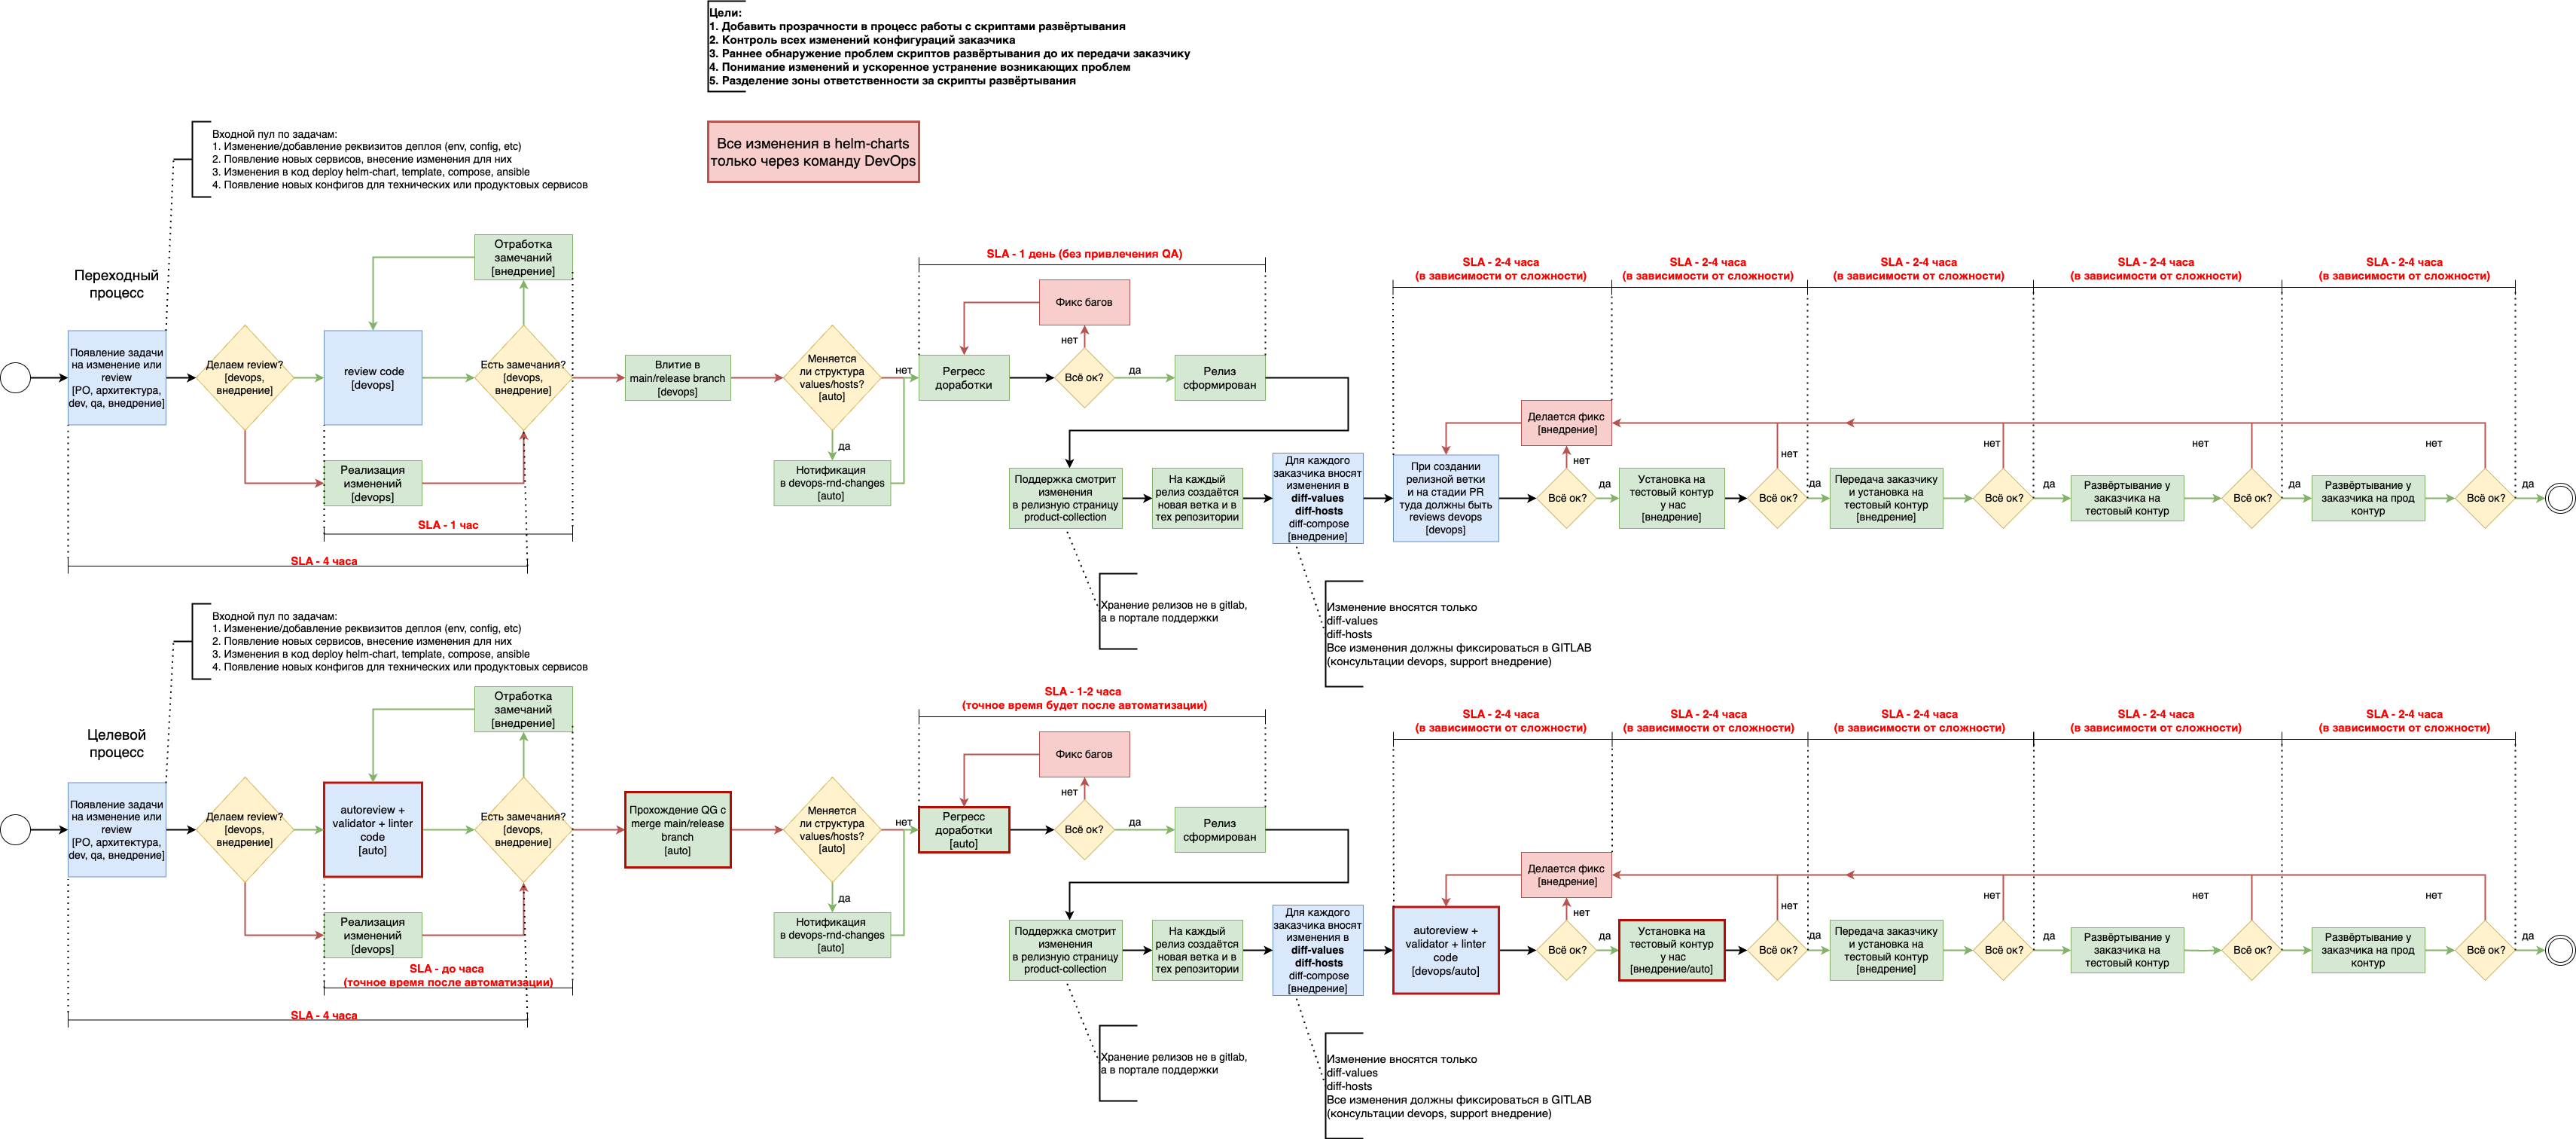 Цели:
1. Добавить прозрачности в процесс работы с скриптами развёртывания
2. Контроль всех изменений конфигураций заказчика
3. Раннее обнаружение проблем скриптов развёртывания до их передачи заказчику
4. Понимание изменений и ускоренное устранение возникающих проблем
5. Разделение зоны ответственности за скрипты развёртывания
Все изменения в helm-charts
только через команду DevOps
Входной пул по задачам:
1. Изменение/добавление реквизитов деплоя (env, config, etc)
2. Появление новых сервисов, внесение изменения для них
3. Изменения в код deploy helm-chart, template, compose, ansible
4. Появление новых конфигов для технических или продуктовых сервисов
Переходный
процесс
Появление задачи
на изменение или
review
[PO, архитектура,
dev, qa, внедрение]
Делаем review?
[devops,
внедрение]
review code
[devops]
Отработка
замечаний
[внедрение]
Есть замечания?
[devops,
внедрение]
Реализация
изменений
[devops]
SLA - 1 час
SLA - 4 часа
Влитие в
main/release branch
[devops]
Меняется
ли структура
values/hosts?
[auto]
нет
да
Нотификация
в devops-rnd-changes
[auto]
SLA - 1 день (без привлечения QA)
Фикс багов
нет
Регресс
доработки
Всё ок?
да
Релиз
сформирован
Поддержка смотрит
изменения
в релизную страницу
product-collection
На каждый
релиз создаётся
новая ветка и в
тех репозитории
Для каждого
заказчика вносят
изменения в
diff-values
diff-hosts
diff-compose
[внедрение]
Хранение релизов не в gitlab,
а в портале поддержки
Изменение вносятся только
diff-values
diff-hosts
Все изменения должны фиксироваться в GITLAB
(консультации devops, support внедрение)
SLA - 2-4 часа
(в зависимости от сложности)
SLA - 2-4 часа
(в зависимости от сложности)
SLA - 2-4 часа
(в зависимости от сложности)
SLA - 2-4 часа
(в зависимости от сложности)
SLA - 2-4 часа
(в зависимости от сложности)
Делается фикс
[внедрение]
При создании
релизной ветки
и на стадии PR
туда должны быть
reviews devops
[devops]
нет
Всё ок?
да
Установка на
тестовый контур
у нас
[внедрение]
нет
Всё ок?
да
Передача заказчику
и установка на
тестовый контур
[внедрение]
нет
Всё ок?
да
Развёртывание у
заказчика на
тестовый контур
нет
Всё ок?
да
Развёртывание у
заказчика на прод
контур
нет
Всё ок?
да
Входной пул по задачам:
1. Изменение/добавление реквизитов деплоя (env, config, etc)
2. Появление новых сервисов, внесение изменения для них
3. Изменения в код deploy helm-chart, template, compose, ansible
4. Появление новых конфигов для технических или продуктовых сервисов
Целевой
процесс
Появление задачи
на изменение или
review
[PO, архитектура,
dev, qa, внедрение]
Делаем review?
[devops,
внедрение]
autoreview +
validator + linter
code
[auto]
Отработка
замечаний
[внедрение]
Есть замечания?
[devops,
внедрение]
Реализация
изменений
[devops]
SLA - до часа
(точное время после автоматизации)
SLA - 4 часа
Прохождение QG с
merge main/release
branch
[auto]
Меняется
ли структура
values/hosts?
[auto]
нет
да
Нотификация
в devops-rnd-changes
[auto]
SLA - 1-2 часа
(точное время будет после автоматизации)
Фикс багов
нет
Регресс
доработки
[auto]
Всё ок?
да
Релиз
сформирован
Поддержка смотрит
изменения
в релизную страницу
product-collection
На каждый
релиз создаётся
новая ветка и в
тех репозитории
Для каждого
заказчика вносят
изменения в
diff-values
diff-hosts
diff-compose
[внедрение]
Хранение релизов не в gitlab,
а в портале поддержки
Изменение вносятся только
diff-values
diff-hosts
Все изменения должны фиксироваться в GITLAB
(консультации devops, support внедрение)
SLA - 2-4 часа
(в зависимости от сложности)
SLA - 2-4 часа
(в зависимости от сложности)
SLA - 2-4 часа
(в зависимости от сложности)
SLA - 2-4 часа
(в зависимости от сложности)
SLA - 2-4 часа
(в зависимости от сложности)
Делается фикс
[внедрение]
autoreview +
validator + linter
code
[devops/auto]
нет
Всё ок?
да
Установка на
тестовый контур
у нас
[внедрение/auto]
нет
Всё ок?
да
Передача заказчику
и установка на
тестовый контур
[внедрение]
нет
Всё ок?
да
Развёртывание у
заказчика на
тестовый контур
нет
Всё ок?
да
Развёртывание у
заказчика на прод
контур
нет
Всё ок?
да